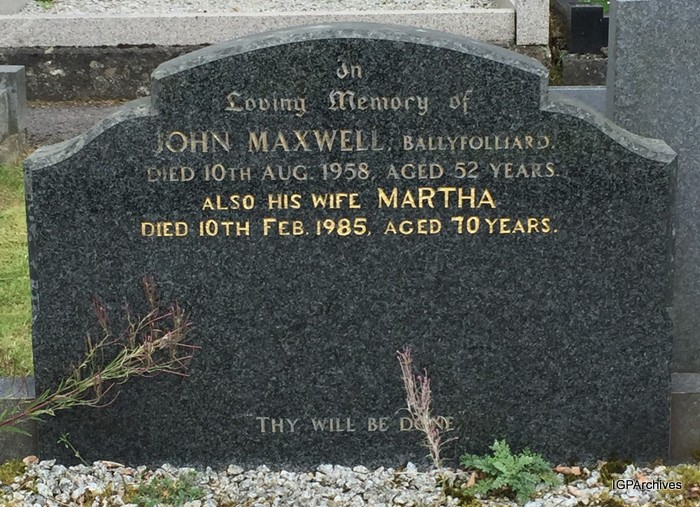 In
Loving Memory of
JOHN MAXWELL, BALLYFOLLIARD.
DIED 10TH AUG. 1958, AGED 52 YEARS
ALSO HIS WIFE MARTHA
DIED 10TH FEB. 1985, AGED 70 YEARS.
THY WILL BE DONE
IGPArchives